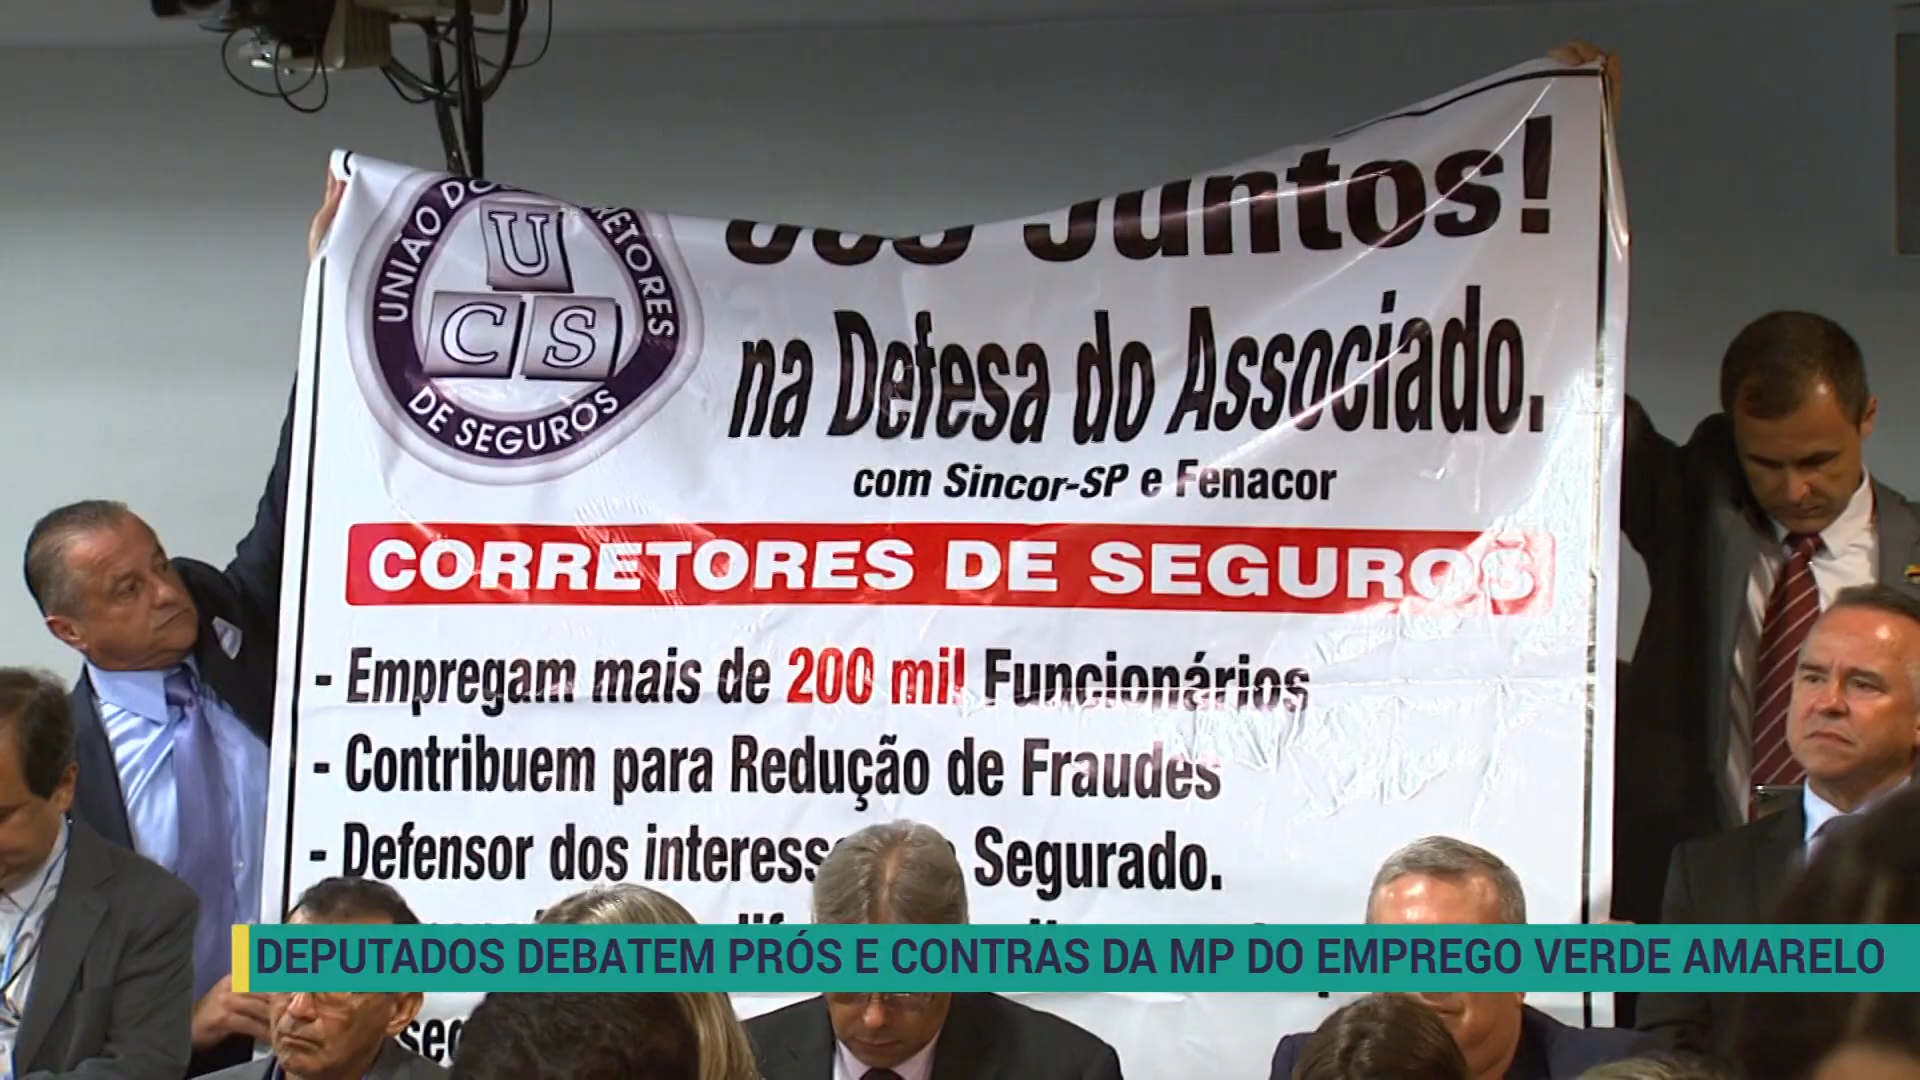 UNIÃO DOS RETORES
DE SEGUROS
U
C S
Juntos!
na Defesa do Associado.
com Sincor-SP e Fenacor
CORRETORES DE SEGUROS
- Empregam mais de 200 mil Funcionários
- Contribuem para Redução de Fraudes
- Defensor dos interess Segurado.
DEPUTADOS DEBATEM PRÓS E CONTRAS DA MP DO EMPREGO VERDE AMARELO